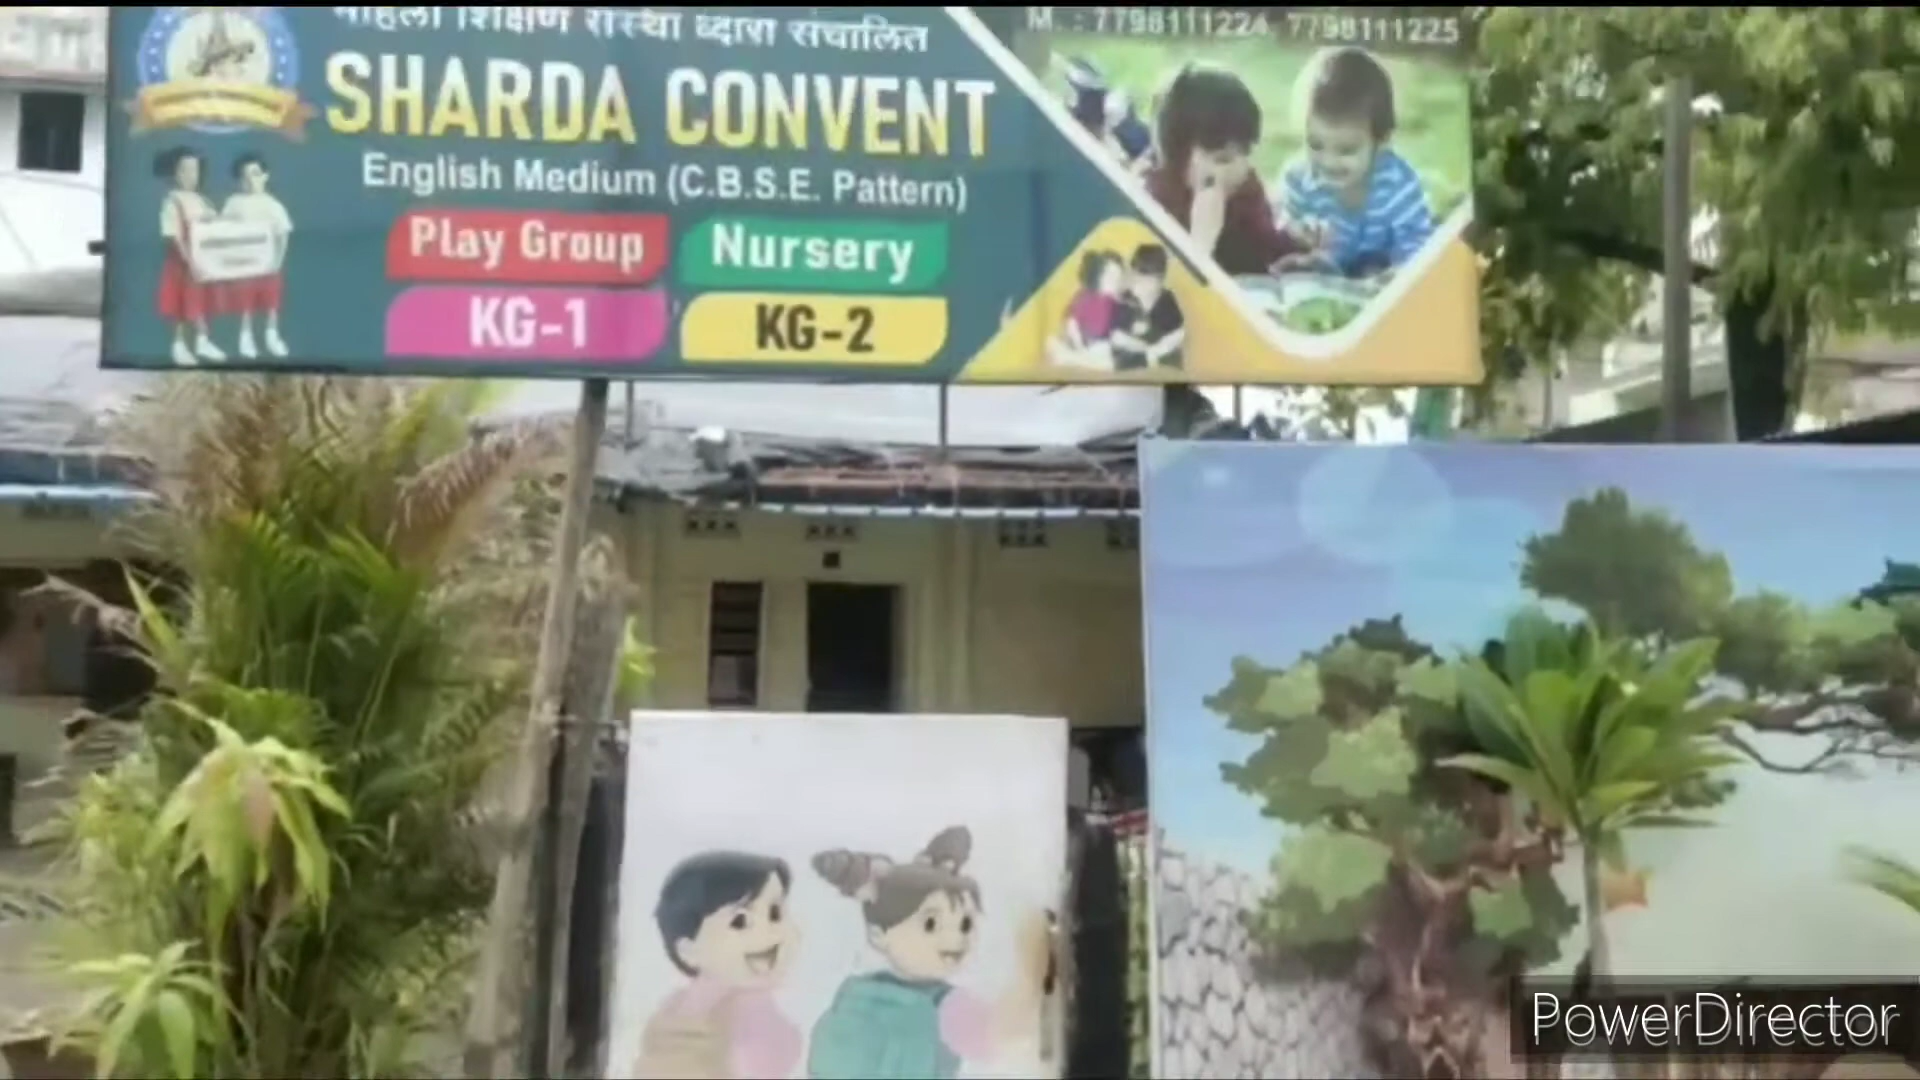 महिला शिक्षण संस्था ध्दारा संचालित
M. : 7798111224, 7798111225
SHARDA CONVENT
English Medium (C.B.S.E. Pattern)
Play Group
Nursery
KG-1
KG-2
PowerDirector